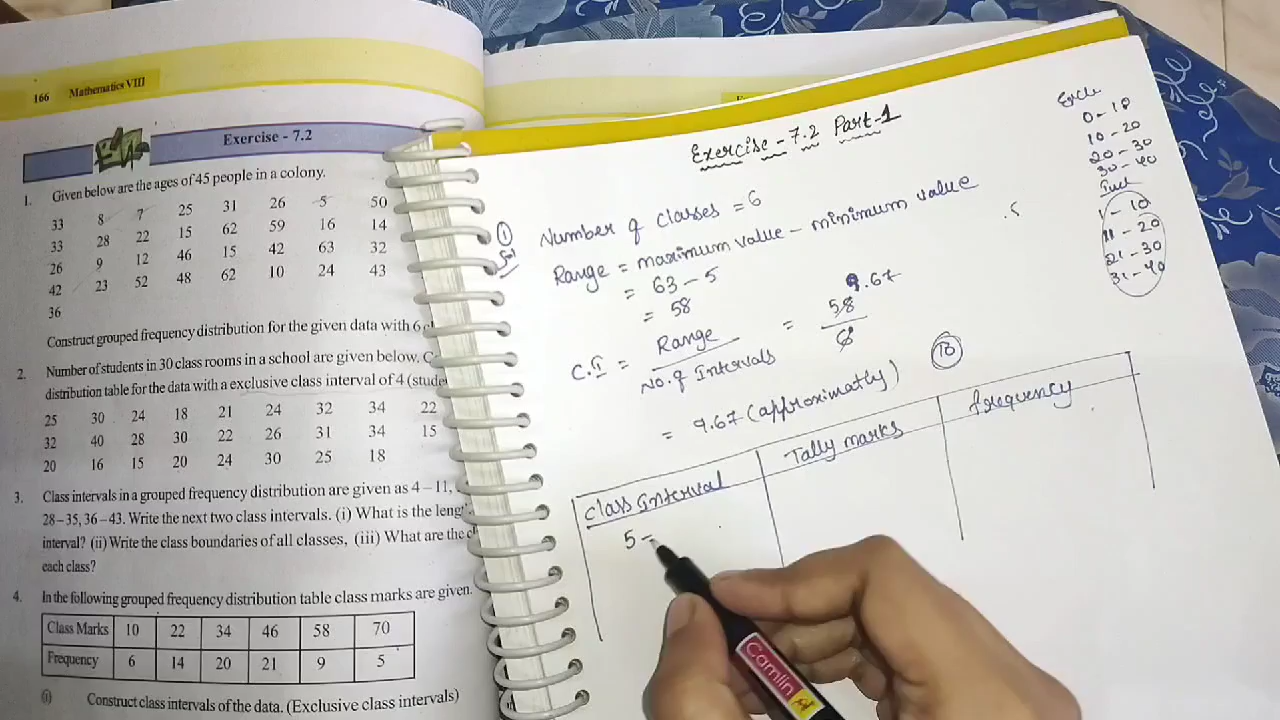 166 Mathematics VIII
Exercise - 7.2
1. Given below are the ages of 45 people in a colony.
33 8 7 25 31 26 5 50
33 28 22 15 62 59 16 14
26 9 12 46 15 42 63 32
42 23 52 48 62 10 24 43
36
Construct grouped frequency distribution for the given data with 6
2. Number of students in 30 class rooms in a school are given below.
distribution table for the data with a exclusive class interval of 4
25 30 24 18 21 24 32 34 22
32 40 28 30 22 26 31 34 15
20 16 15 20 24 30 25 18
3. Class intervals in a grouped frequency distribution are given as 4 – 11,
28 – 35, 36 – 43. Write the next two class intervals. (i) What is the
interval? (ii) Write the class boundaries of all classes, (iii) What are the
each class?
4. In the following grouped frequency distribution table class marks are given.
Class Marks 10 22 34 46 58 70
Frequency 6 14 20 21 9 5
(i) Construct class intervals of the data. (Exclusive class intervals)
Exercise - 7.2 Part-1
① Number of classes = 6
Sol
Range = maximum value - minimum value
= 63 - 5
= 58
C.I = Range / No. of Intervals = 58 / 6 9.67
= 9.67 (approximatly) 10
Class Interval Tally marks frequency
5 -
0 - 10
10 - 20
20 - 30
30 - 40
1 - 10
11 - 20
21 - 30
31 - 40
Camlin